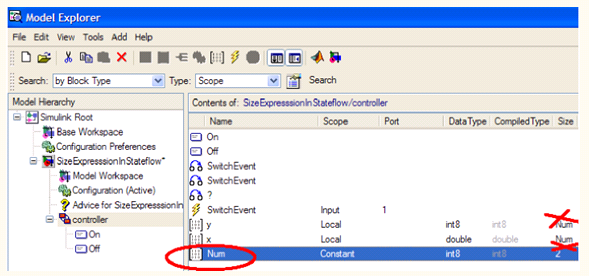 Model Explorer
File Edit View Tools Add Help
Search: by Block Type Type: Scope Search
Model Hierarchy
Simulink Root
Base Workspace
Configuration Preferences
SizeExpresssionInStateflow*
Model Workspace
Configuration (Active)
Advice for SizeExpresssionIn
controller
On
Off
Contents of: SizeExpresssionInStateflow/controller
Name Scope Port DataType CompiledType Size
On
Off
SwitchEvent
SwitchEvent
?
SwitchEvent Input 1
y Local int8 int8 Num
x Local double double Num
Num Constant int8 int8 2